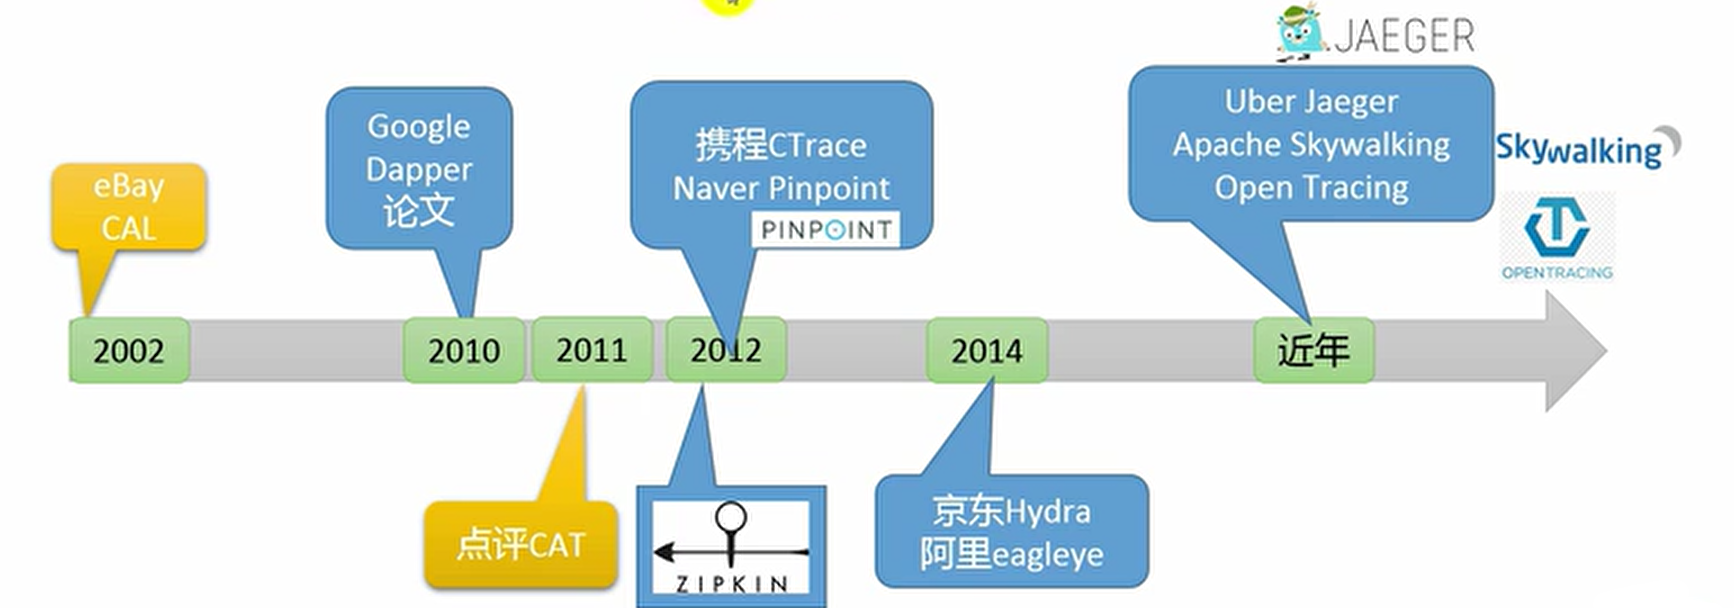 JAEGER
Uber Jaeger
Apache Skywalking
Open Tracing
Skywalking
OPENTRACING
携程CTrace
Naver Pinpoint
PINPOINT
Google
Dapper
论文
eBay
CAL
2002
2010
2011
2012
2014
近年
点评CAT
ZIPKIN
京东Hydra
阿里eagleye